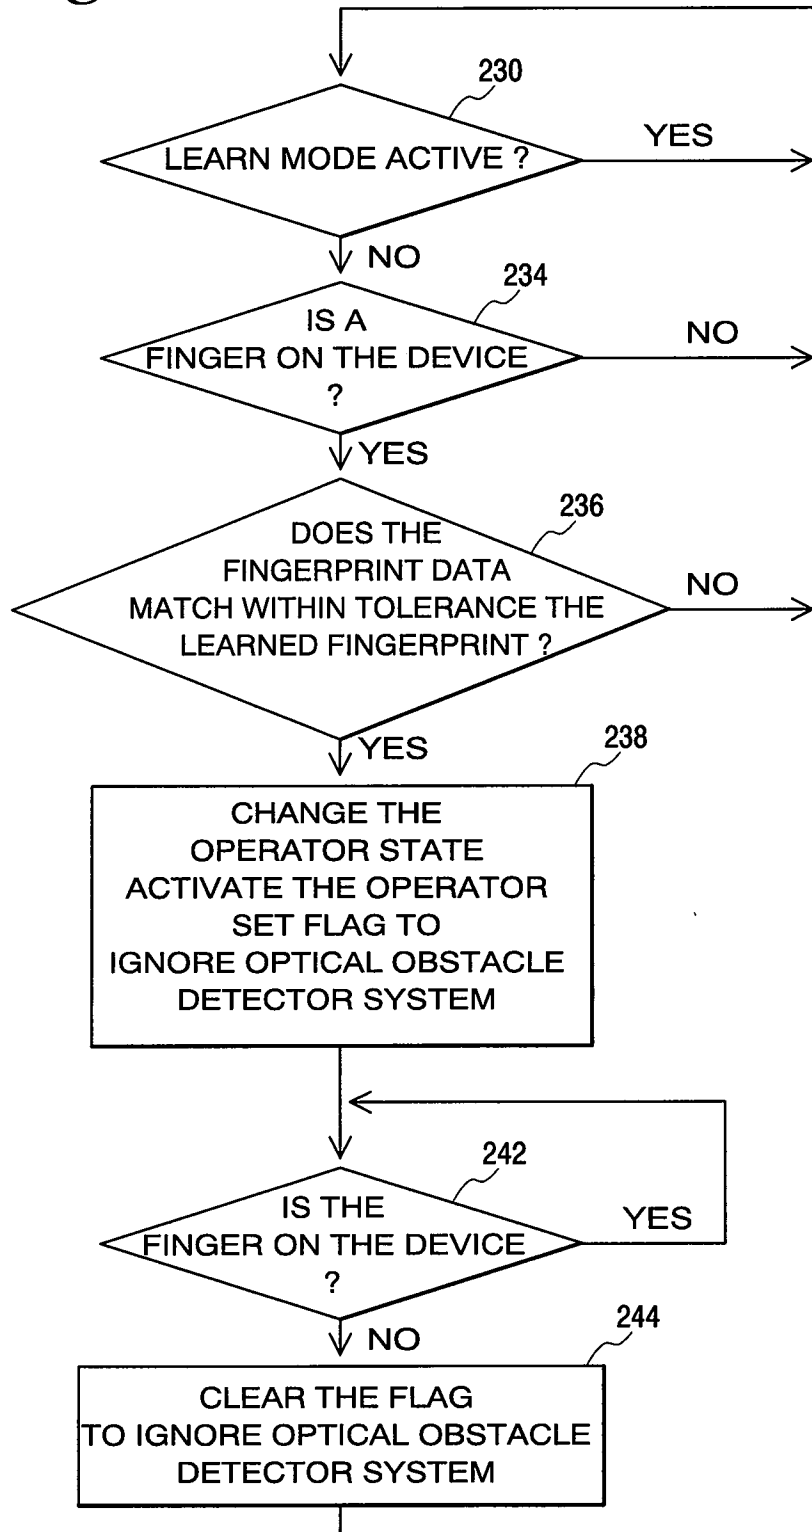 230
LEARN MODE ACTIVE ?
YES
NO
234
IS A
FINGER ON THE DEVICE
?
NO
YES
236
DOES THE
FINGERPRINT DATA
MATCH WITHIN TOLERANCE THE
LEARNED FINGERPRINT ?
NO
YES
238
CHANGE THE
OPERATOR STATE
ACTIVATE THE OPERATOR
SET FLAG TO
IGNORE OPTICAL OBSTACLE
DETECTOR SYSTEM
242
IS THE
FINGER ON THE DEVICE
?
YES
NO
244
CLEAR THE FLAG
TO IGNORE OPTICAL OBSTACLE
DETECTOR SYSTEM